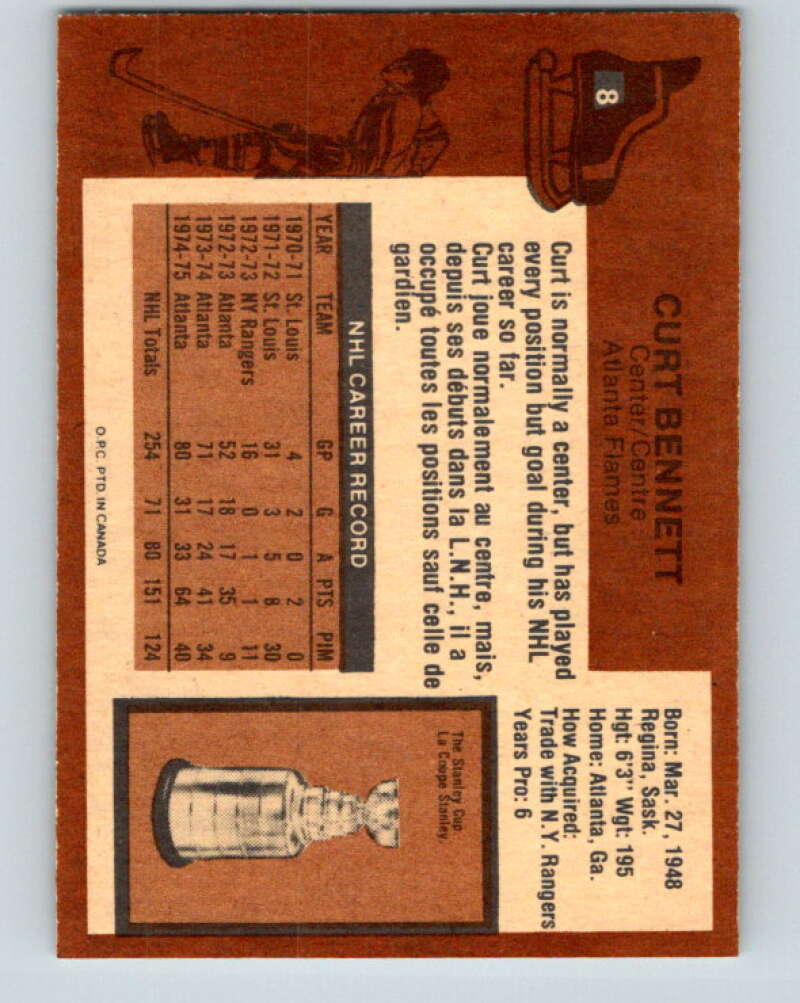 8
CURT BENNETT
Center/Centre
Atlanta Flames
Born: Mar. 27, 1948
Regina, Sask.
Hgt: 6'3" Wgt: 195
Home: Atlanta, Ga.
How Acquired:
Trade with N.Y. Rangers
Years Pro: 6
Curt is normally a center, but has played
every position but goal during his NHL
career so far.
Curt joue normalement au centre, mais,
depuis ses débuts dans la L.N.H., il a
occupé toutes les positions sauf celle de
gardien.
NHL CAREER RECORD
YEAR TEAM GP G A PTS PIM
1970-71 St. Louis 4 2 0 2 0
1971-72 St. Louis 31 3 5 8 30
1972-73 NY Rangers 16 0 1 1 11
1972-73 Atlanta 52 18 17 35 9
1973-74 Atlanta 71 17 24 41 34
1974-75 Atlanta 80 31 33 64 40
NHL Totals 254 71 80 151 124
The Stanley Cup
La Coupe Stanley
O.P.C. PTD. IN CANADA